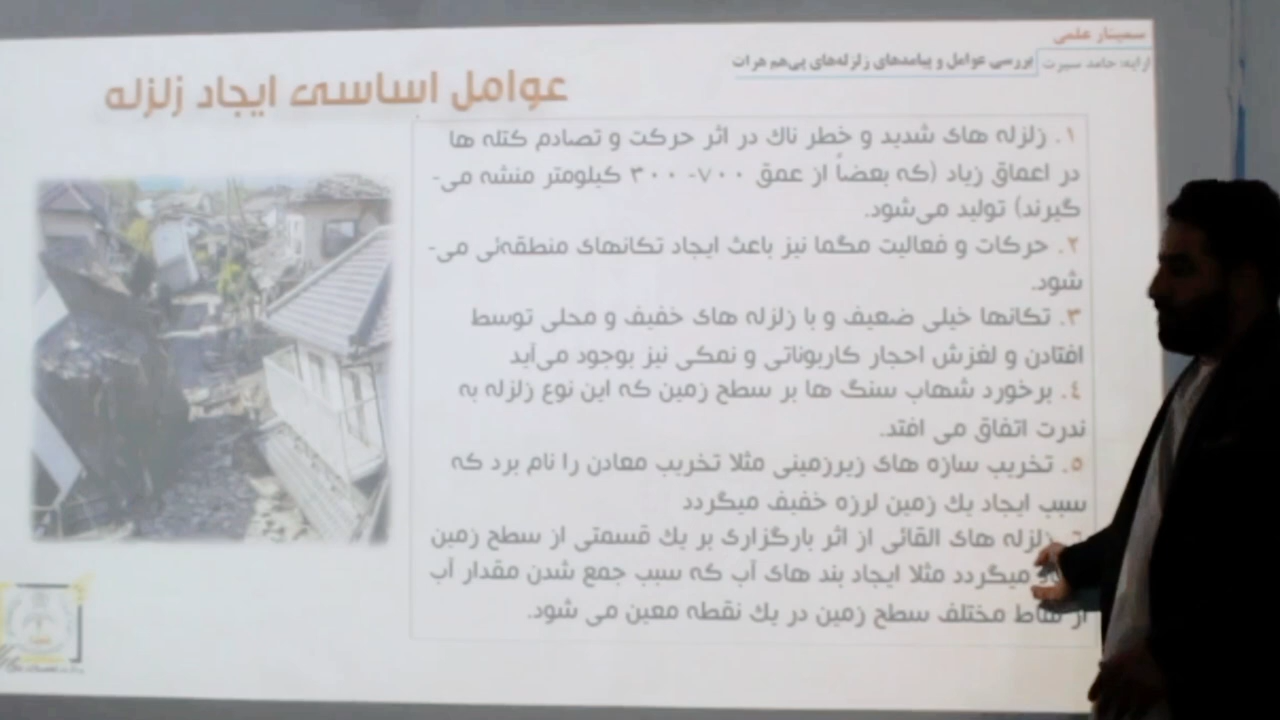 سمینار علمی
ارایه: حامد سیرت
بررسی عوامل و پیامدهای زلزله‌های پی‌هم هرات
عوامل اساسی ایجاد زلزله
۱. زلزله های شدید و خطر ناك در اثر حرکت و تصادم کتله ها
در اعماق زیاد (که بعضاً از عمق ۷۰۰- ۳۰۰ کیلومتر منشه می-
گیرند) تولید می‌شود.
۲. حرکات و فعالیت مگما نیز باعث ایجاد تکانهای منطقه‌ئی می-
شود.
۳. تکانها خیلی ضعیف و با زلزله های خفیف و محلی توسط
افتادن و لغزش احجار کاربوناتی و نمکی نیز بوجود می‌آید
۴. برخورد شهاب سنگ ها بر سطح زمین که این نوع زلزله به
ندرت اتفاق می افتد.
۵. تخریب سازه های زیرزمینی مثلا تخریب معادن را نام برد که
سبب ایجاد یك زمین لرزه خفیف میگردد
زلزله های القائی از اثر بارگزاری بر یك قسمتی از سطح زمین
میگردد مثلا ایجاد بند های آب که سبب جمع شدن مقدار آب
از نقاط مختلف سطح زمین در یك نقطه معین می شود.